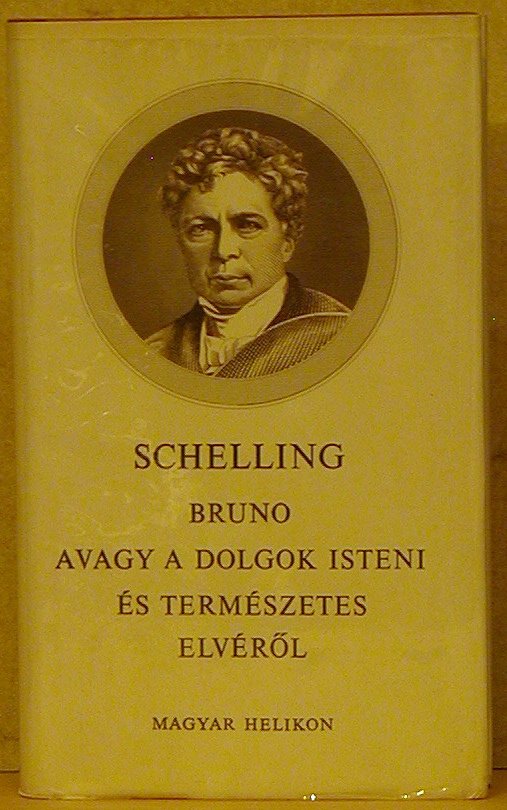 SCHELLING
BRUNO
AVAGY A DOLGOK ISTENI
ÉS TERMÉSZETES
ELVÉRŐL
MAGYAR HELIKON